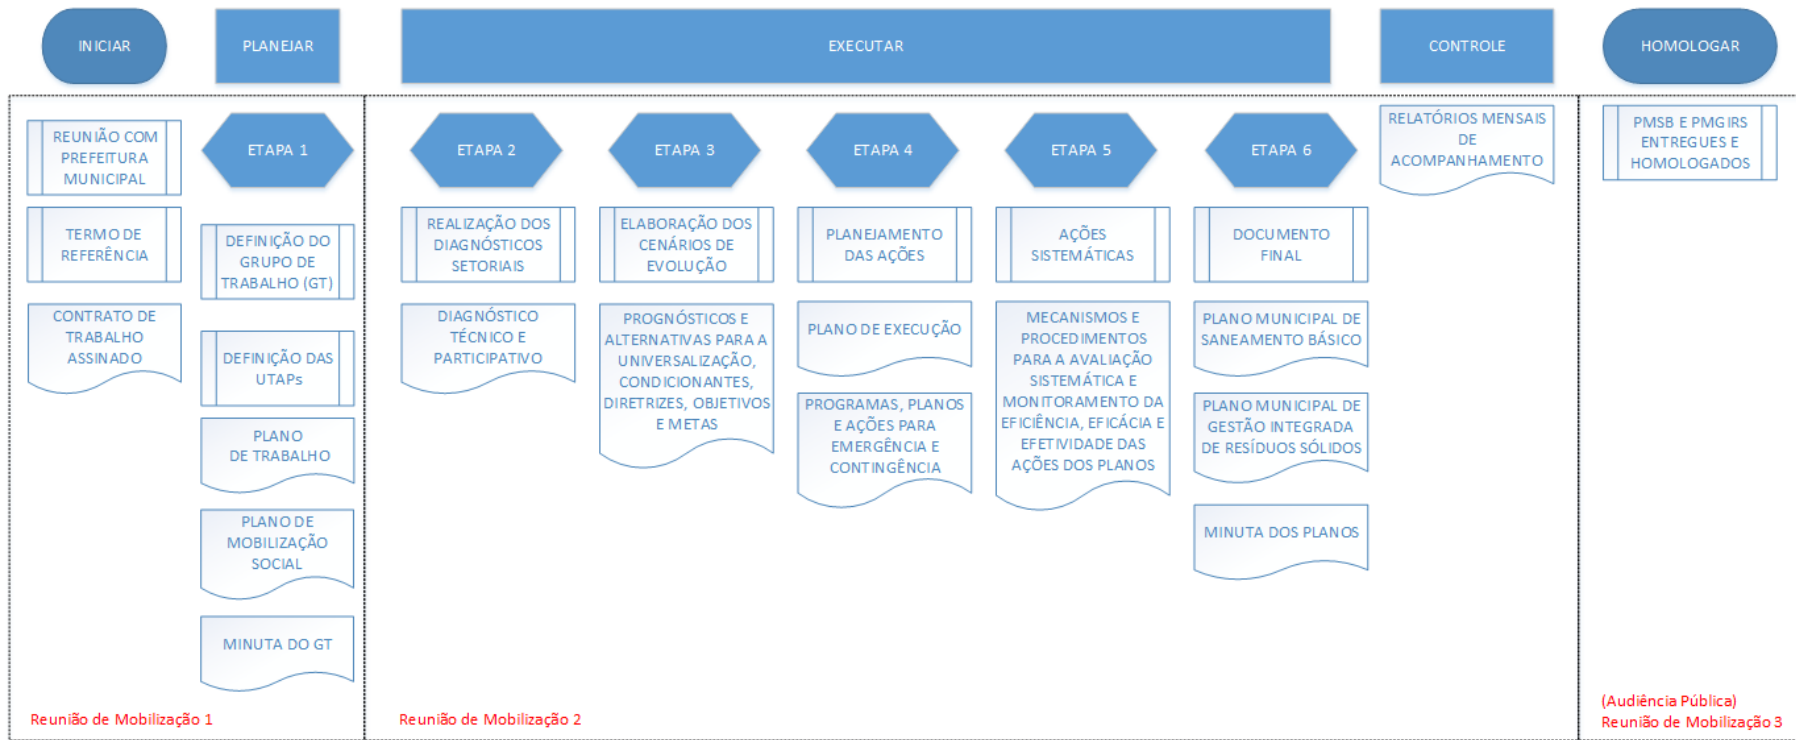 INICIAR
PLANEJAR
EXECUTAR
CONTROLE
HOMOLOGAR
REUNIÃO COM
PREFEITURA
MUNICIPAL
TERMO DE
REFERÊNCIA
CONTRATO DE
TRABALHO
ASSINADO
ETAPA 1
DEFINIÇÃO DO
GRUPO DE
TRABALHO (GT)
DEFINIÇÃO DAS
UTAPs
PLANO
DE TRABALHO
PLANO DE
MOBILIZAÇÃO
SOCIAL
MINUTA DO GT
Reunião de Mobilização 1
ETAPA 2
REALIZAÇÃO DOS
DIAGNÓSTICOS
SETORIAIS
DIAGNÓSTICO
TÉCNICO E
PARTICIPATIVO
ETAPA 3
ELABORAÇÃO DOS
CENÁRIOS DE
EVOLUÇÃO
PROGNÓSTICOS E
ALTERNATIVAS PARA A
UNIVERSALIZAÇÃO,
CONDICIONANTES,
DIRETRIZES, OBJETIVOS
E METAS
ETAPA 4
PLANEJAMENTO
DAS AÇÕES
PLANO DE EXECUÇÃO
PROGRAMAS, PLANOS
E AÇÕES PARA
EMERGÊNCIA E
CONTINGÊNCIA
ETAPA 5
AÇÕES
SISTEMÁTICAS
MECANISMOS E
PROCEDIMENTOS
PARA A AVALIAÇÃO
SISTEMÁTICA E
MONITORAMENTO DA
EFICIÊNCIA, EFICÁCIA E
EFETIVIDADE DAS
AÇÕES DOS PLANOS
ETAPA 6
DOCUMENTO
FINAL
PLANO MUNICIPAL DE
SANEAMENTO BÁSICO
PLANO MUNICIPAL DE
GESTÃO INTEGRADA
DE RESÍDUOS SÓLIDOS
MINUTA DOS PLANOS
RELATÓRIOS MENSAIS
DE
ACOMPANHAMENTO
Reunião de Mobilização 2
PMSB E PMGIRS
ENTREGUES E
HOMOLOGADOS
(Audiência Pública)
Reunião de Mobilização 3